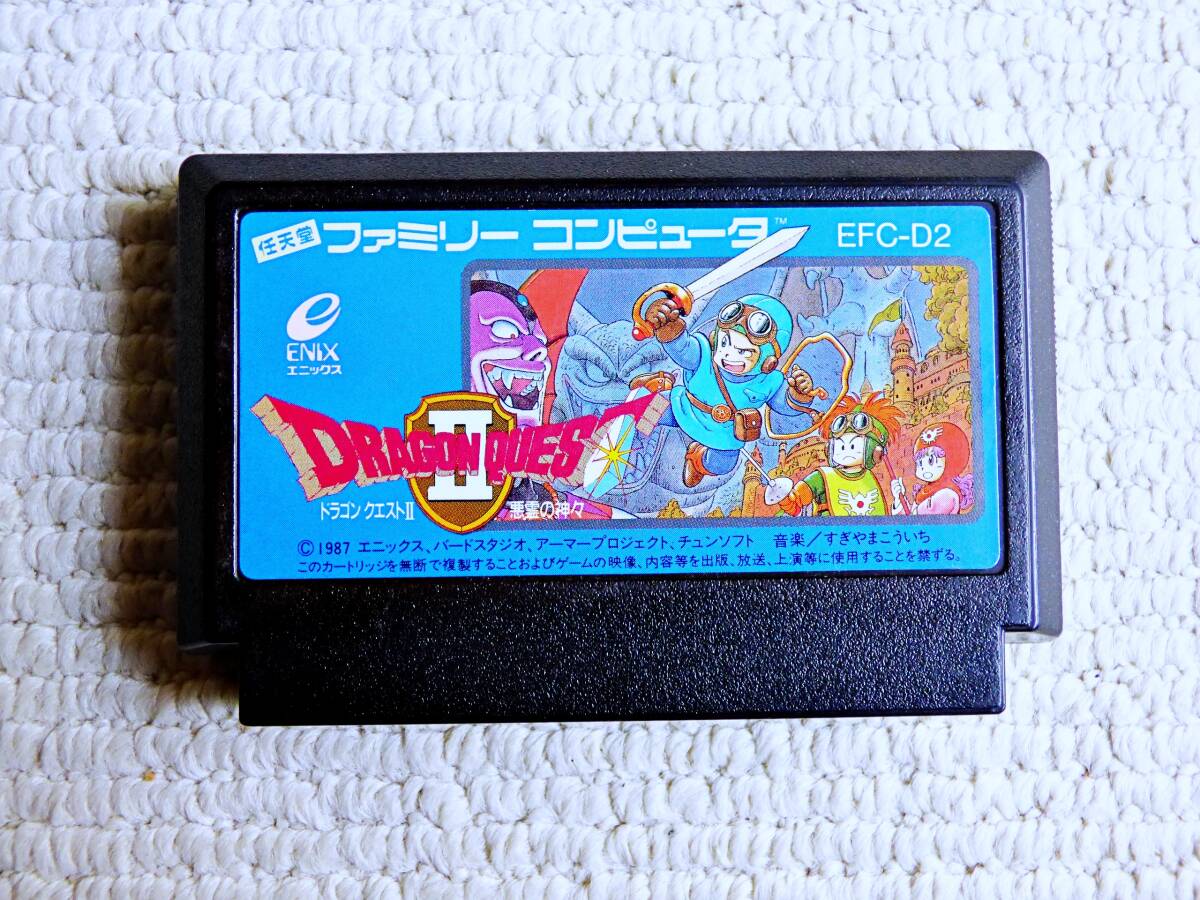 任天堂 ファミリー コンピュータ™ EFC-D2
ENIX
エニックス
DRAGON QUEST
II
ドラゴン クエストII 悪霊の神々
©1987 エニックス、バードスタジオ、アーマープロジェクト、チュンソフト 音楽／すぎやまこういち
このカートリッジを無断で複製することおよびゲームの映像、内容等を出版、放送、上演等に使用することを禁ずる。